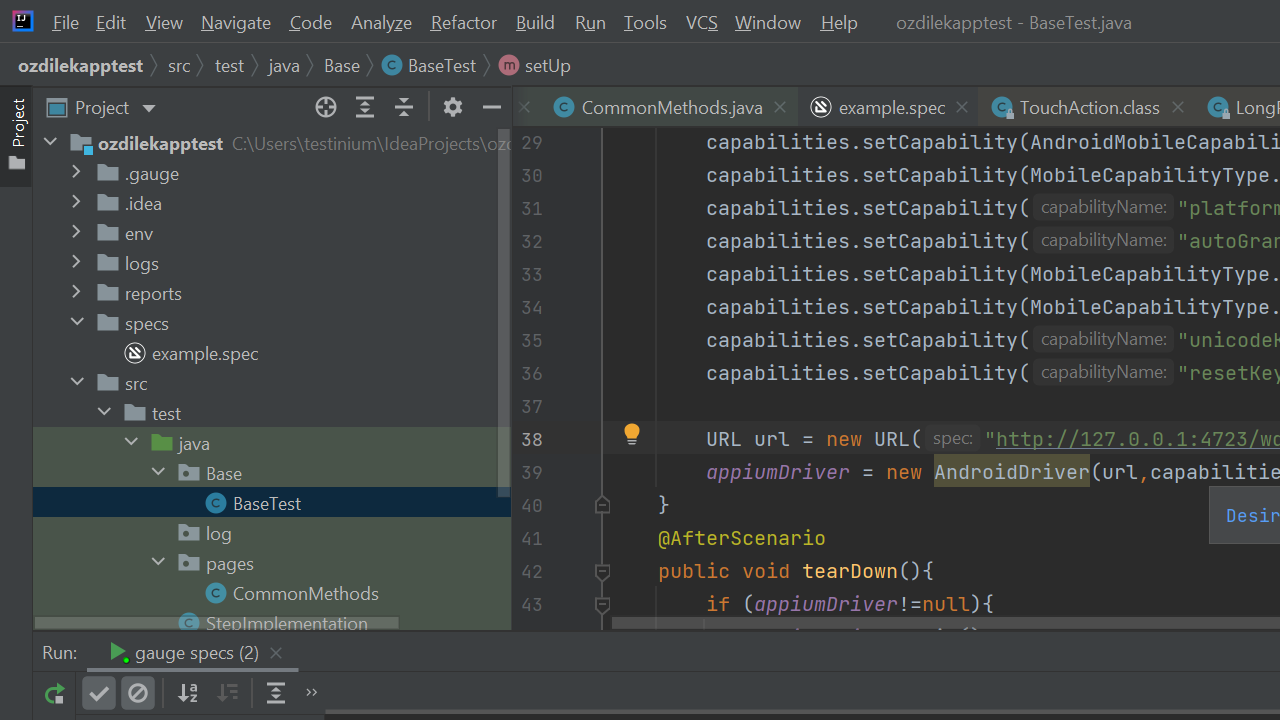 File Edit View Navigate Code Analyze Refactor Build Run Tools VCS Window Help ozdilekapptest - BaseTest.java
ozdilekapptest src test java Base BaseTest m setUp
Project
Project
CommonMethods.java example.spec TouchAction.class
ozdilekapptest C:\Users\testinium\IdeaProjects\ozd
.gauge
.idea
env
logs
reports
specs
example.spec
src
test
java
Base
BaseTest
log
pages
CommonMethods
StepImplementation
29 capabilities.setCapability(AndroidMobileCapabili
30 capabilities.setCapability(MobileCapabilityType.
31 capabilities.setCapability( capabilityName: "platform
32 capabilities.setCapability( capabilityName: "autoGran
33 capabilities.setCapability(MobileCapabilityType.
34 capabilities.setCapability(MobileCapabilityType.
35 capabilities.setCapability( capabilityName: "unicodeK
36 capabilities.setCapability( capabilityName: "resetKey
37
38 URL url = new URL( spec: "http://127.0.0.1:4723/wd
39 appiumDriver = new AndroidDriver(url,capabilitie
Desir
40 }
41 @AfterScenario
42 public void tearDown(){
43 if (appiumDriver!=null){
Run: gauge specs (2)